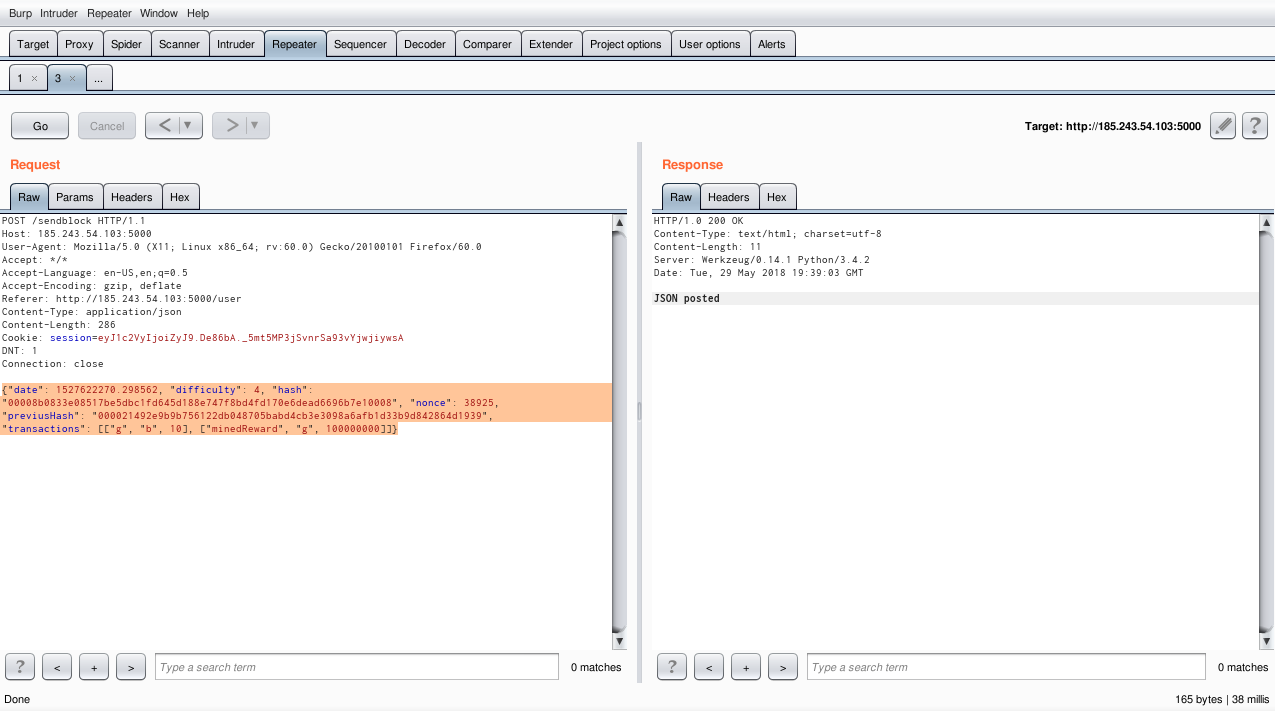 Burp Intruder Repeater Window Help
Target Proxy Spider Scanner Intruder Repeater Sequencer Decoder Comparer Extender Project options User options Alerts
1 × 3 × ...
Go Cancel < ▼ > ▼ Target: http://185.243.54.103:5000 ?
Request
Raw Params Headers Hex
POST /sendblock HTTP/1.1
Host: 185.243.54.103:5000
User-Agent: Mozilla/5.0 (X11; Linux x86_64; rv:60.0) Gecko/20100101 Firefox/60.0
Accept: */*
Accept-Language: en-US,en;q=0.5
Accept-Encoding: gzip, deflate
Referer: http://185.243.54.103:5000/user
Content-Type: application/json
Content-Length: 286
Cookie: session=eyJ1c2VyIjoiZyJ9.De86bA._5mt5MP3jSvnrSa93vYjwjiywsA
DNT: 1
Connection: close
{"date": 1527622270.298562, "difficulty": 4, "hash":
"00008b0833e08517be5dbc1fd645d188e747f8bd4fd170e6dead6696b7e10008", "nonce": 38925,
"previusHash": "000021492e9b9b756122db048705babd4cb3e3098a6afb1d33b9d842864d1939",
"transactions": [["g", "b", 10], ["minedReward", "g", 100000000]]}
? < + > Type a search term 0 matches
Response
Raw Headers Hex
HTTP/1.0 200 OK
Content-Type: text/html; charset=utf-8
Content-Length: 11
Server: Werkzeug/0.14.1 Python/3.4.2
Date: Tue, 29 May 2018 19:39:03 GMT
JSON posted
? < + > Type a search term 0 matches
Done 165 bytes | 38 millis